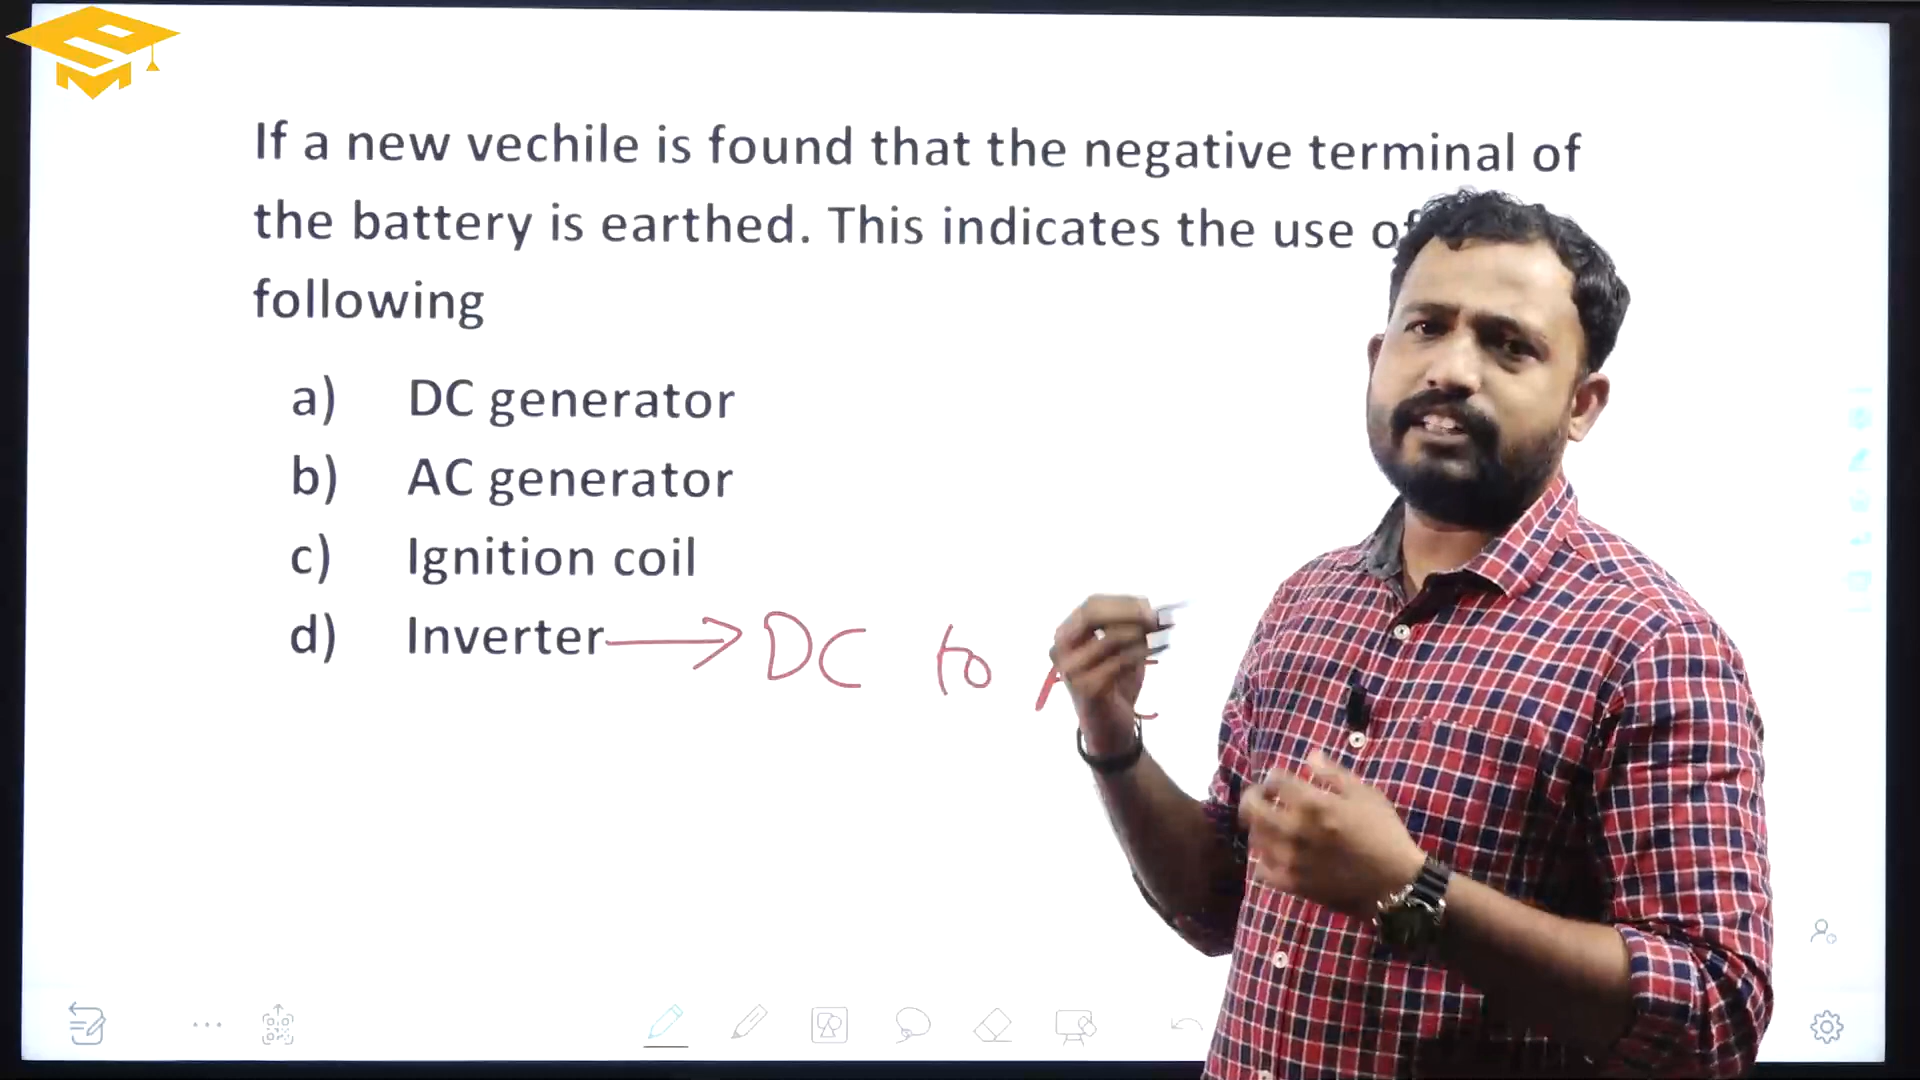 If a new vechile is found that the negative terminal of
the battery is earthed. This indicates the use of
following
a) DC generator
b) AC generator
c) Ignition coil
d) Inverter → DC to